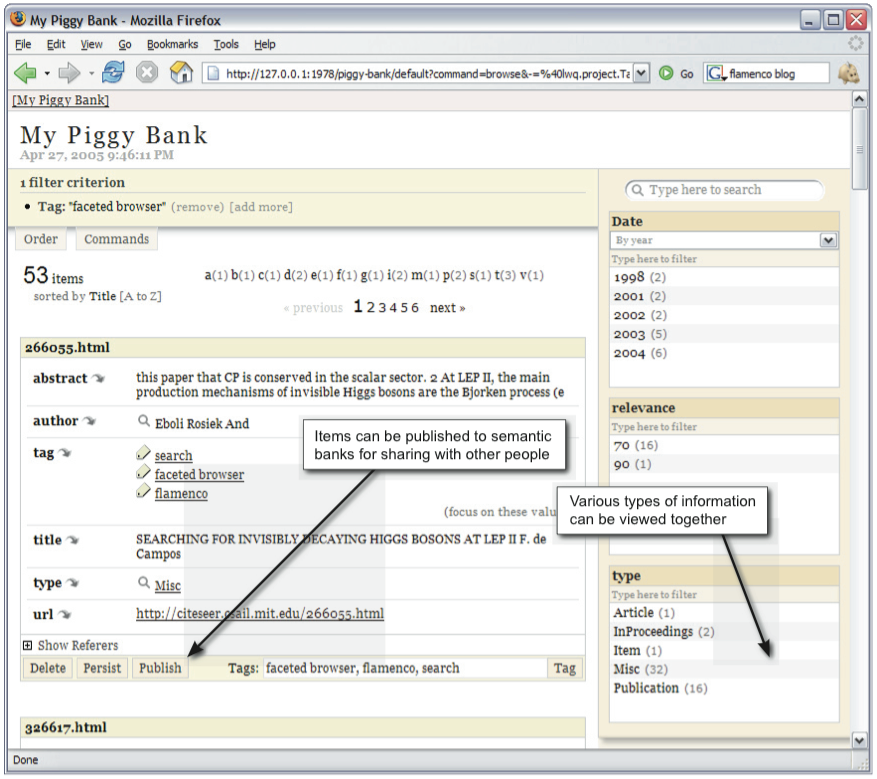 My Piggy Bank - Mozilla Firefox
File Edit View Go Bookmarks Tools Help
http://127.0.0.1:1978/piggy-bank/default?command=browse&-=%40lwq.project.Ta Go flamenco blog
[My Piggy Bank]
My Piggy Bank
Apr 27, 2005 9:46:11 PM
1 filter criterion
• Tag: "faceted browser" (remove) [add more]
Order Commands
53 items
sorted by Title [A to Z]
a(1) b(1) c(1) d(2) e(1) f(1) g(1) i(2) m(1) p(2) s(1) t(3) v(1)
« previous 1 2 3 4 5 6 next »
266055.html
abstract this paper that CP is conserved in the scalar sector. 2 At LEP II, the main
production mechanisms of invisible Higgs bosons are the Bjorken process (e
author Eboli Rosiek And
tag search
faceted browser
flamenco
(focus on these valu
title SEARCHING FOR INVISIBLY DECAYING HIGGS BOSONS AT LEP II F. de
Campos
type Misc
url http://citeseer.csail.mit.edu/266055.html
Show Referers
Delete Persist Publish Tags: faceted browser, flamenco, search Tag
326617.html
Items can be published to semantic
banks for sharing with other people
Various types of information
can be viewed together
Type here to search
Date
By year
Type here to filter
1998 (2)
2001 (2)
2002 (2)
2003 (5)
2004 (6)
relevance
Type here to filter
70 (16)
90 (1)
type
Type here to filter
Article (1)
InProceedings (2)
Item (1)
Misc (32)
Publication (16)
Done